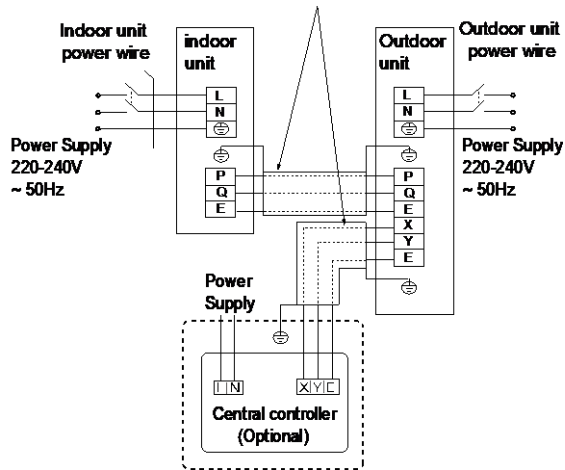 Indoor unit
power wire
indoor
unit
Outdoor
unit
Outdoor unit
power wire
L
N
L
N
Power Supply
220-240V
~ 50Hz
Power Supply
220-240V
~ 50Hz
P
Q
E
P
Q
E
X
Y
E
Power
Supply
N
X Y
Central controller
(Optional)